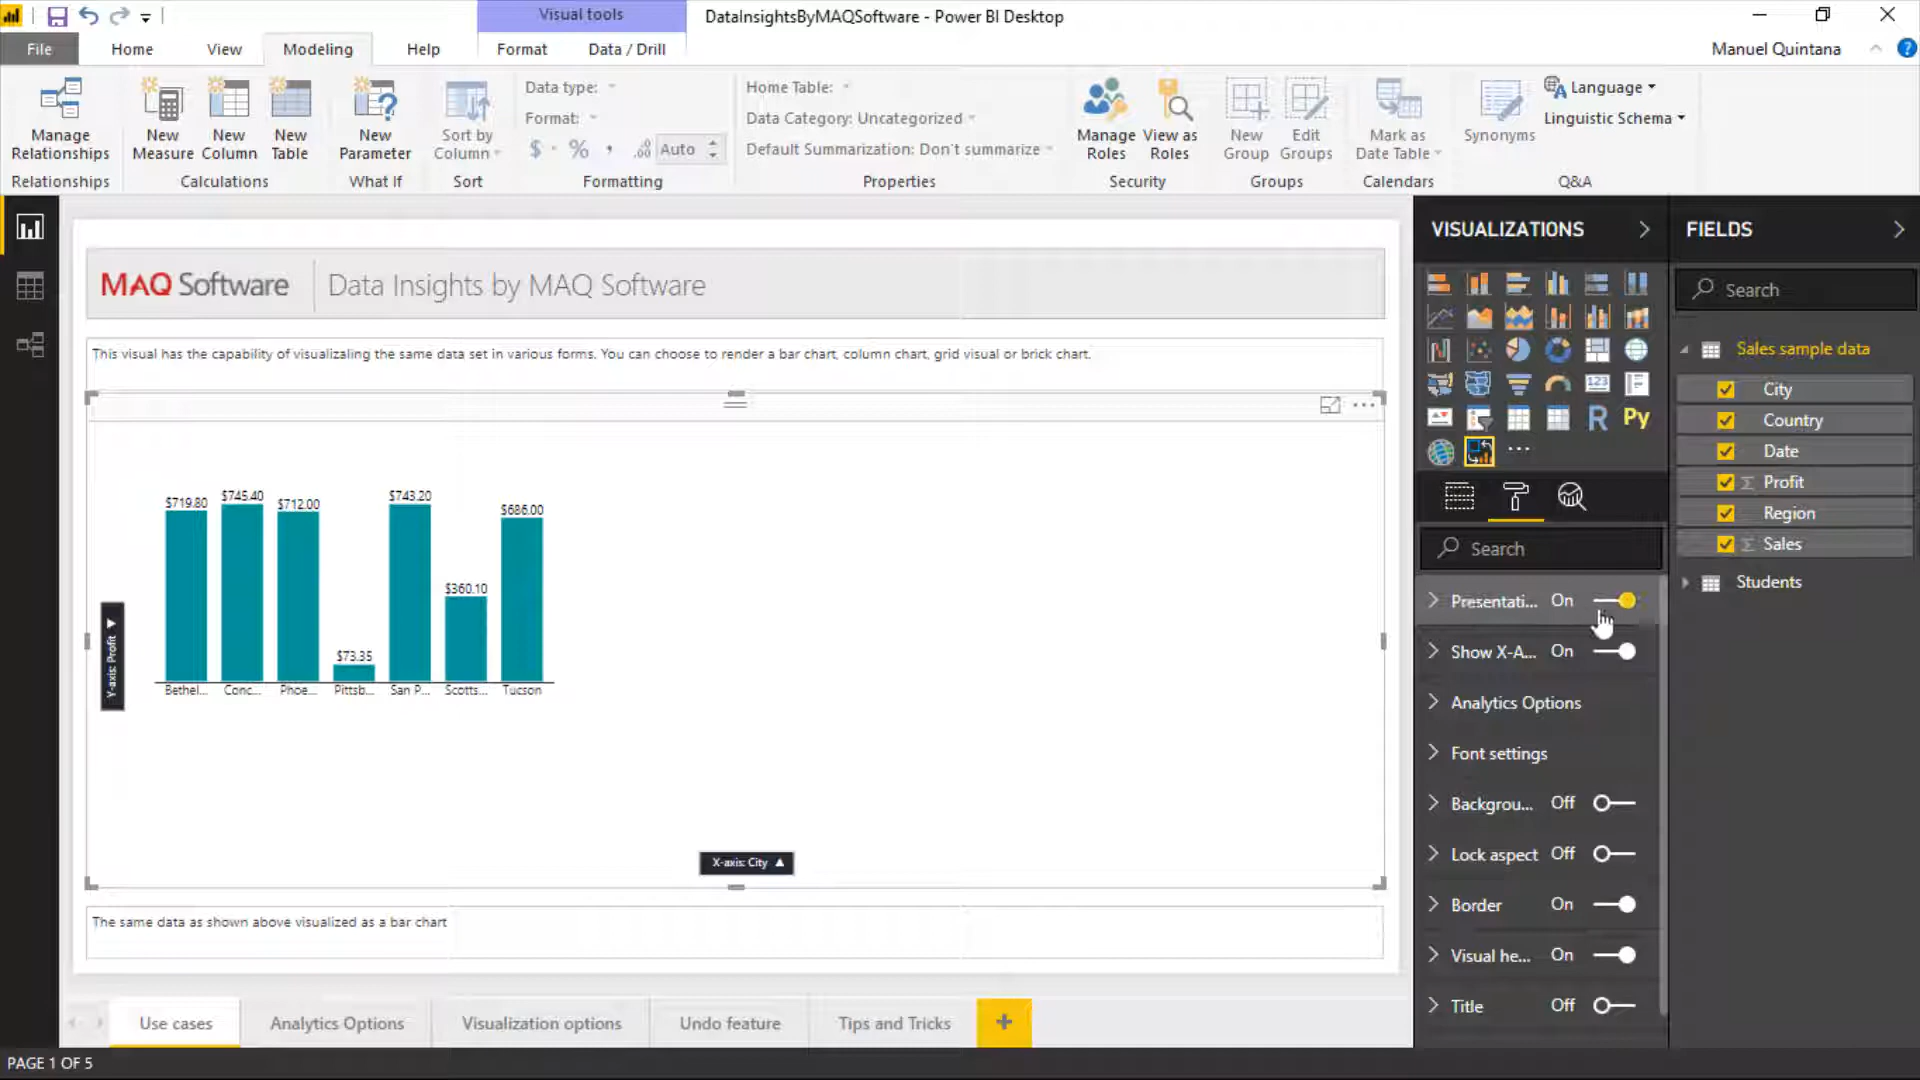 Visual tools
DataInsightsByMAQSoftware - Power BI Desktop
File
Home
View
Modeling
Help
Format
Data / Drill
Manuel Quintana
?
Manage Relationships
New Measure
New Column
New Table
New Parameter
Sort by Column
Data type:
Format:
$ % , .00 Auto
Home Table:
Data Category: Uncategorized
Default Summarization: Don't summarize
Manage Roles
View as Roles
New Group
Edit Groups
Mark as Date Table
Synonyms
Language
Linguistic Schema
Relationships
Calculations
What If
Sort
Formatting
Properties
Security
Groups
Calendars
Q&A
MAQ Software
Data Insights by MAQ Software
This visual has the capability of visualizaling the same data set in various forms. You can choose to render a bar chart, column chart, grid visual or brick chart.
$719.80
$745.40
$712.00
$73.35
$743.20
$360.10
$686.00
Y-axis: Profit
Bethel...
Conc...
Phoe...
Pittsb...
San P...
Scotts...
Tucson
X-axis: City
The same data as shown above visualized as a bar chart
VISUALIZATIONS
123
R
Py
Search
Presentati... On
Show X-A... On
Analytics Options
Font settings
Backgrou... Off
Lock aspect Off
Border On
Visual he... On
Title Off
FIELDS
Search
Sales sample data
City
Country
Date
Σ Profit
Region
Σ Sales
Students
Use cases
Analytics Options
Visualization options
Undo feature
Tips and Tricks
+
PAGE 1 OF 5